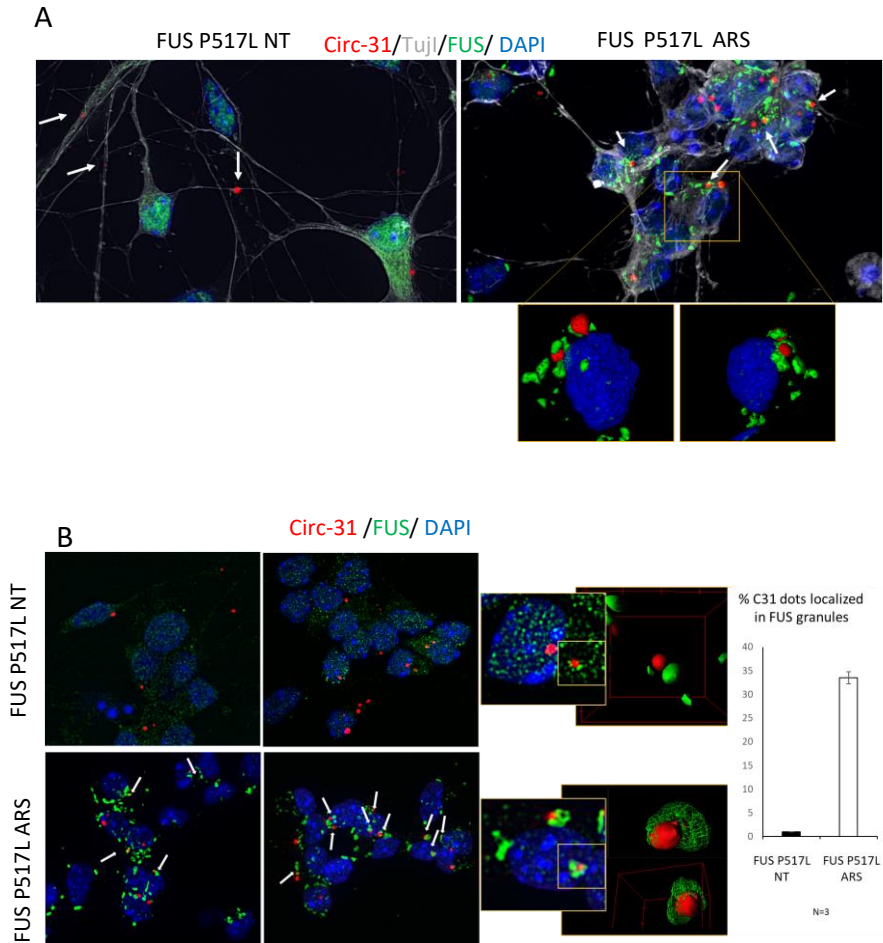 A
FUS P517L NT
Circ-31/TujI/FUS/ DAPI
FUS P517L ARS
B
Circ-31 /FUS/ DAPI
FUS P517L NT
FUS P517L ARS
% C31 dots localized
in FUS granules
40
35
30
25
20
15
10
5
0
FUS P517L
NT
FUS P517L
ARS
N=3